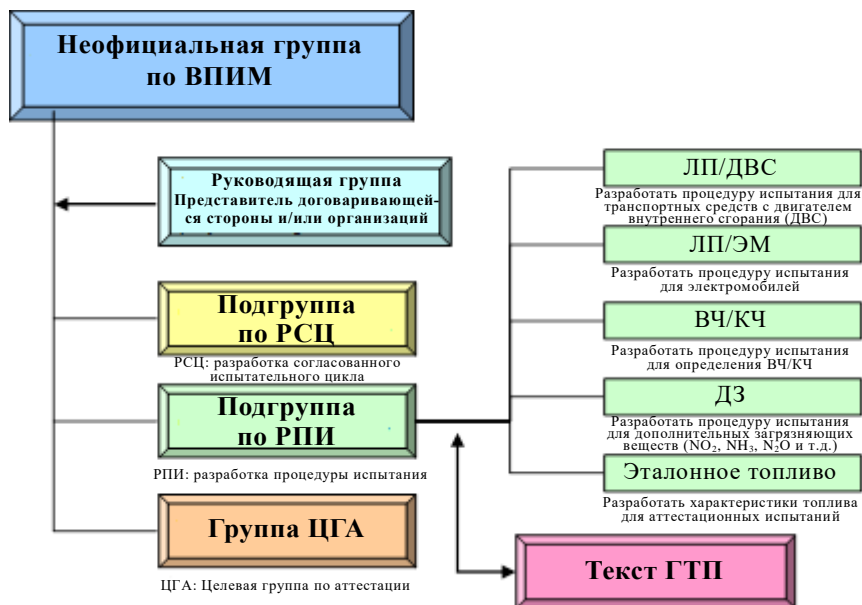 Неофициальная группа
по ВПИМ
Руководящая группа
Представитель договаривающей-
ся стороны и/или организаций
Подгруппа
по РСЦ
РСЦ: разработка согласованного
испытательного цикла
Подгруппа
по РПИ
РПИ: разработка процедуры испытания
Группа ЦГА
ЦГА: Целевая группа по аттестации
ЛП/ДВС
Разработать процедуру испытания для
транспортных средств с двигателем
внутреннего сгорания (ДВС)
ЛП/ЭМ
Разработать процедуру испытания
для электромобилей
ВЧ/КЧ
Разработать процедуру испытания
для определения ВЧ/КЧ
ДЗ
Разработать процедуру испытания
для дополнительных загрязняющих
веществ (NO₂, NH₃, N₂O и т.д.)
Эталонное топливо
Разработать характеристики топлива
для аттестационных испытаний
Текст ГТП